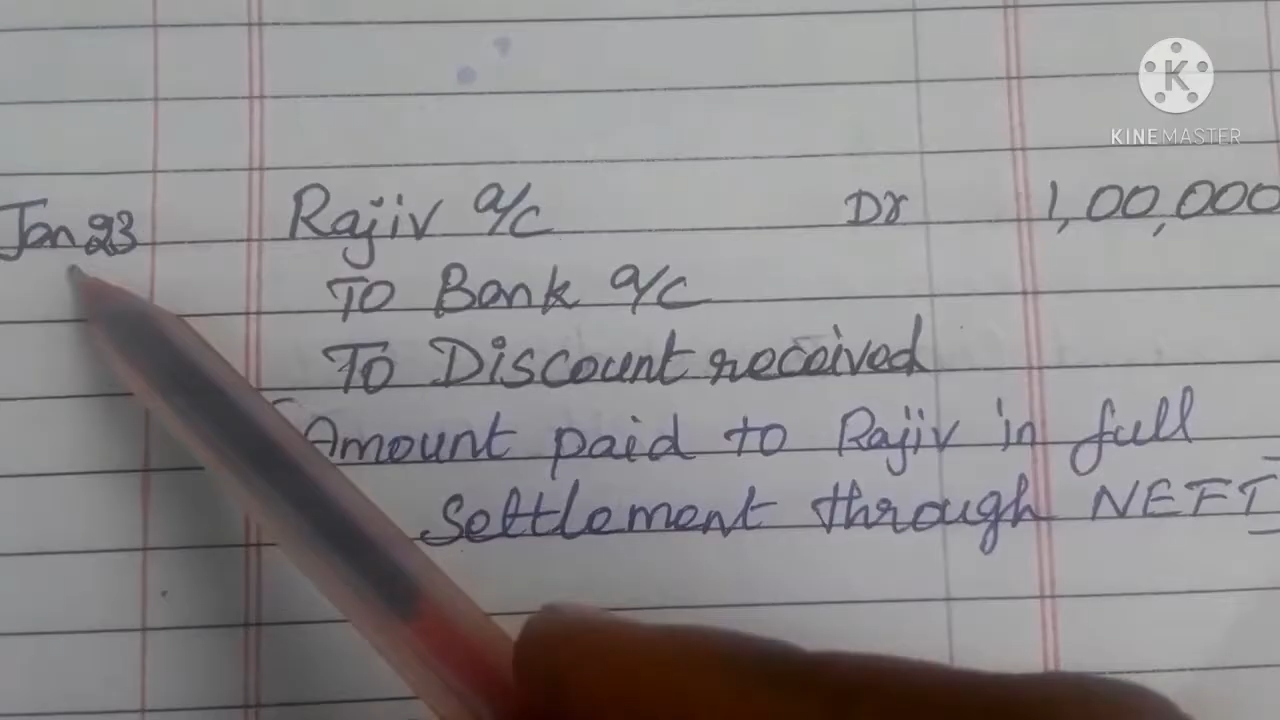 K
KINEMASTER
Jan 23 Rajiv a/c Dr 1,00,000
To Bank a/c
To Discount received
(Amount paid to Rajiv in full
Settlement through NEFT